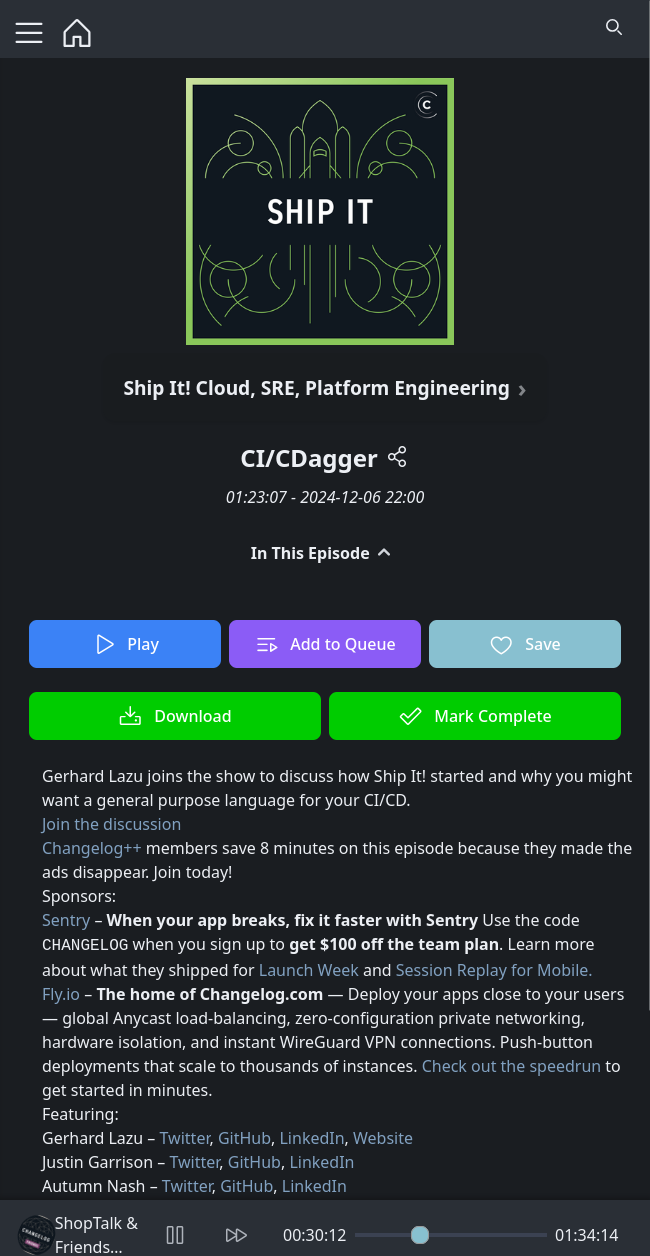 C
SHIP IT
Ship It! Cloud, SRE, Platform Engineering ›
CI/CDagger
01:23:07 - 2024-12-06 22:00
In This Episode
Play
Add to Queue
Save
Download
Mark Complete
Gerhard Lazu joins the show to discuss how Ship It! started and why you might
want a general purpose language for your CI/CD.
Join the discussion
Changelog++ members save 8 minutes on this episode because they made the
ads disappear. Join today!
Sponsors:
Sentry – When your app breaks, fix it faster with Sentry Use the code
CHANGELOG when you sign up to get $100 off the team plan. Learn more
about what they shipped for Launch Week and Session Replay for Mobile.
Fly.io – The home of Changelog.com — Deploy your apps close to your users
— global Anycast load-balancing, zero-configuration private networking,
hardware isolation, and instant WireGuard VPN connections. Push-button
deployments that scale to thousands of instances. Check out the speedrun to
get started in minutes.
Featuring:
Gerhard Lazu – Twitter, GitHub, LinkedIn, Website
Justin Garrison – Twitter, GitHub, LinkedIn
Autumn Nash – Twitter, GitHub, LinkedIn
CHANGELOG
ShopTalk &
Friends...
00:30:12
01:34:14